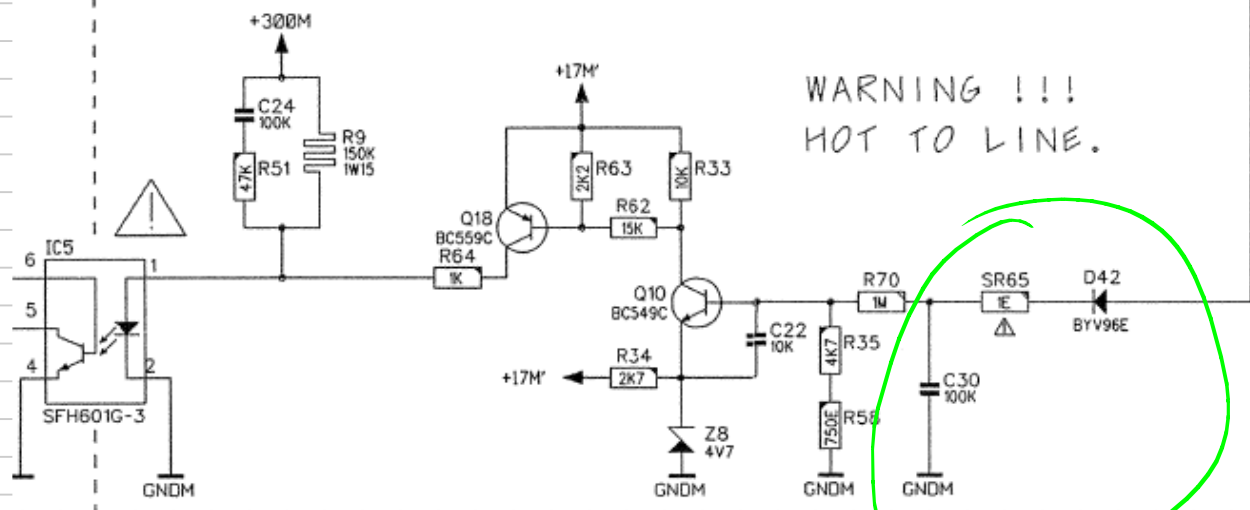 +300M
C24
100K
R51
47K
R9
150K
1W15
+17M'
R63
2K2
R33
10K
R62
15K
Q18
BC559C
R64
1K
WARNING !!!
HOT TO LINE.
IC5
6
1
5
4
2
SFH601G-3
GNDM
Q10
BC549C
C22
10K
R34
2K7
+17M'
Z8
4V7
GNDM
R70
1M
R35
4K7
R58
750E
GNDM
SR65
1E
D42
BYV96E
C30
100K
GNDM